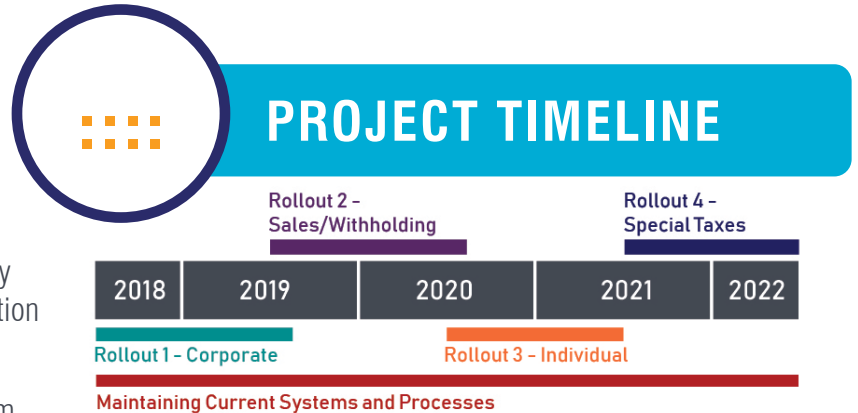 PROJECT TIMELINE
Rollout 2 -
Sales/Withholding
Rollout 4 -
Special Taxes
2018 2019 2020 2021 2022
Rollout 1 - Corporate
Rollout 3 - Individual
Maintaining Current Systems and Processes